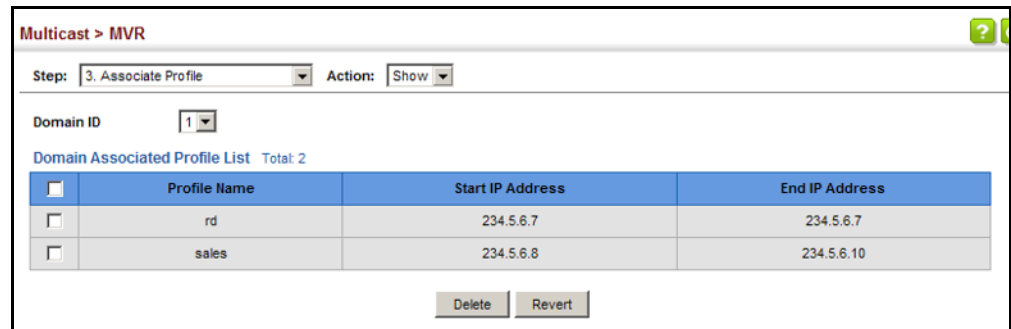 Multicast > MVR
?
Step: 3. Associate Profile Action: Show
Domain ID 1
Domain Associated Profile List Total: 2
Profile Name Start IP Address End IP Address
rd 234.5.6.7 234.5.6.7
sales 234.5.6.8 234.5.6.10
Delete Revert